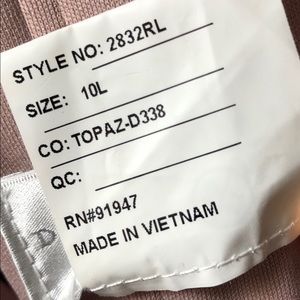 STYLE NO: 2832RL
SIZE: 10L
CO: TOPAZ-D338
QC:
RN#91947
MADE IN VIETNAM